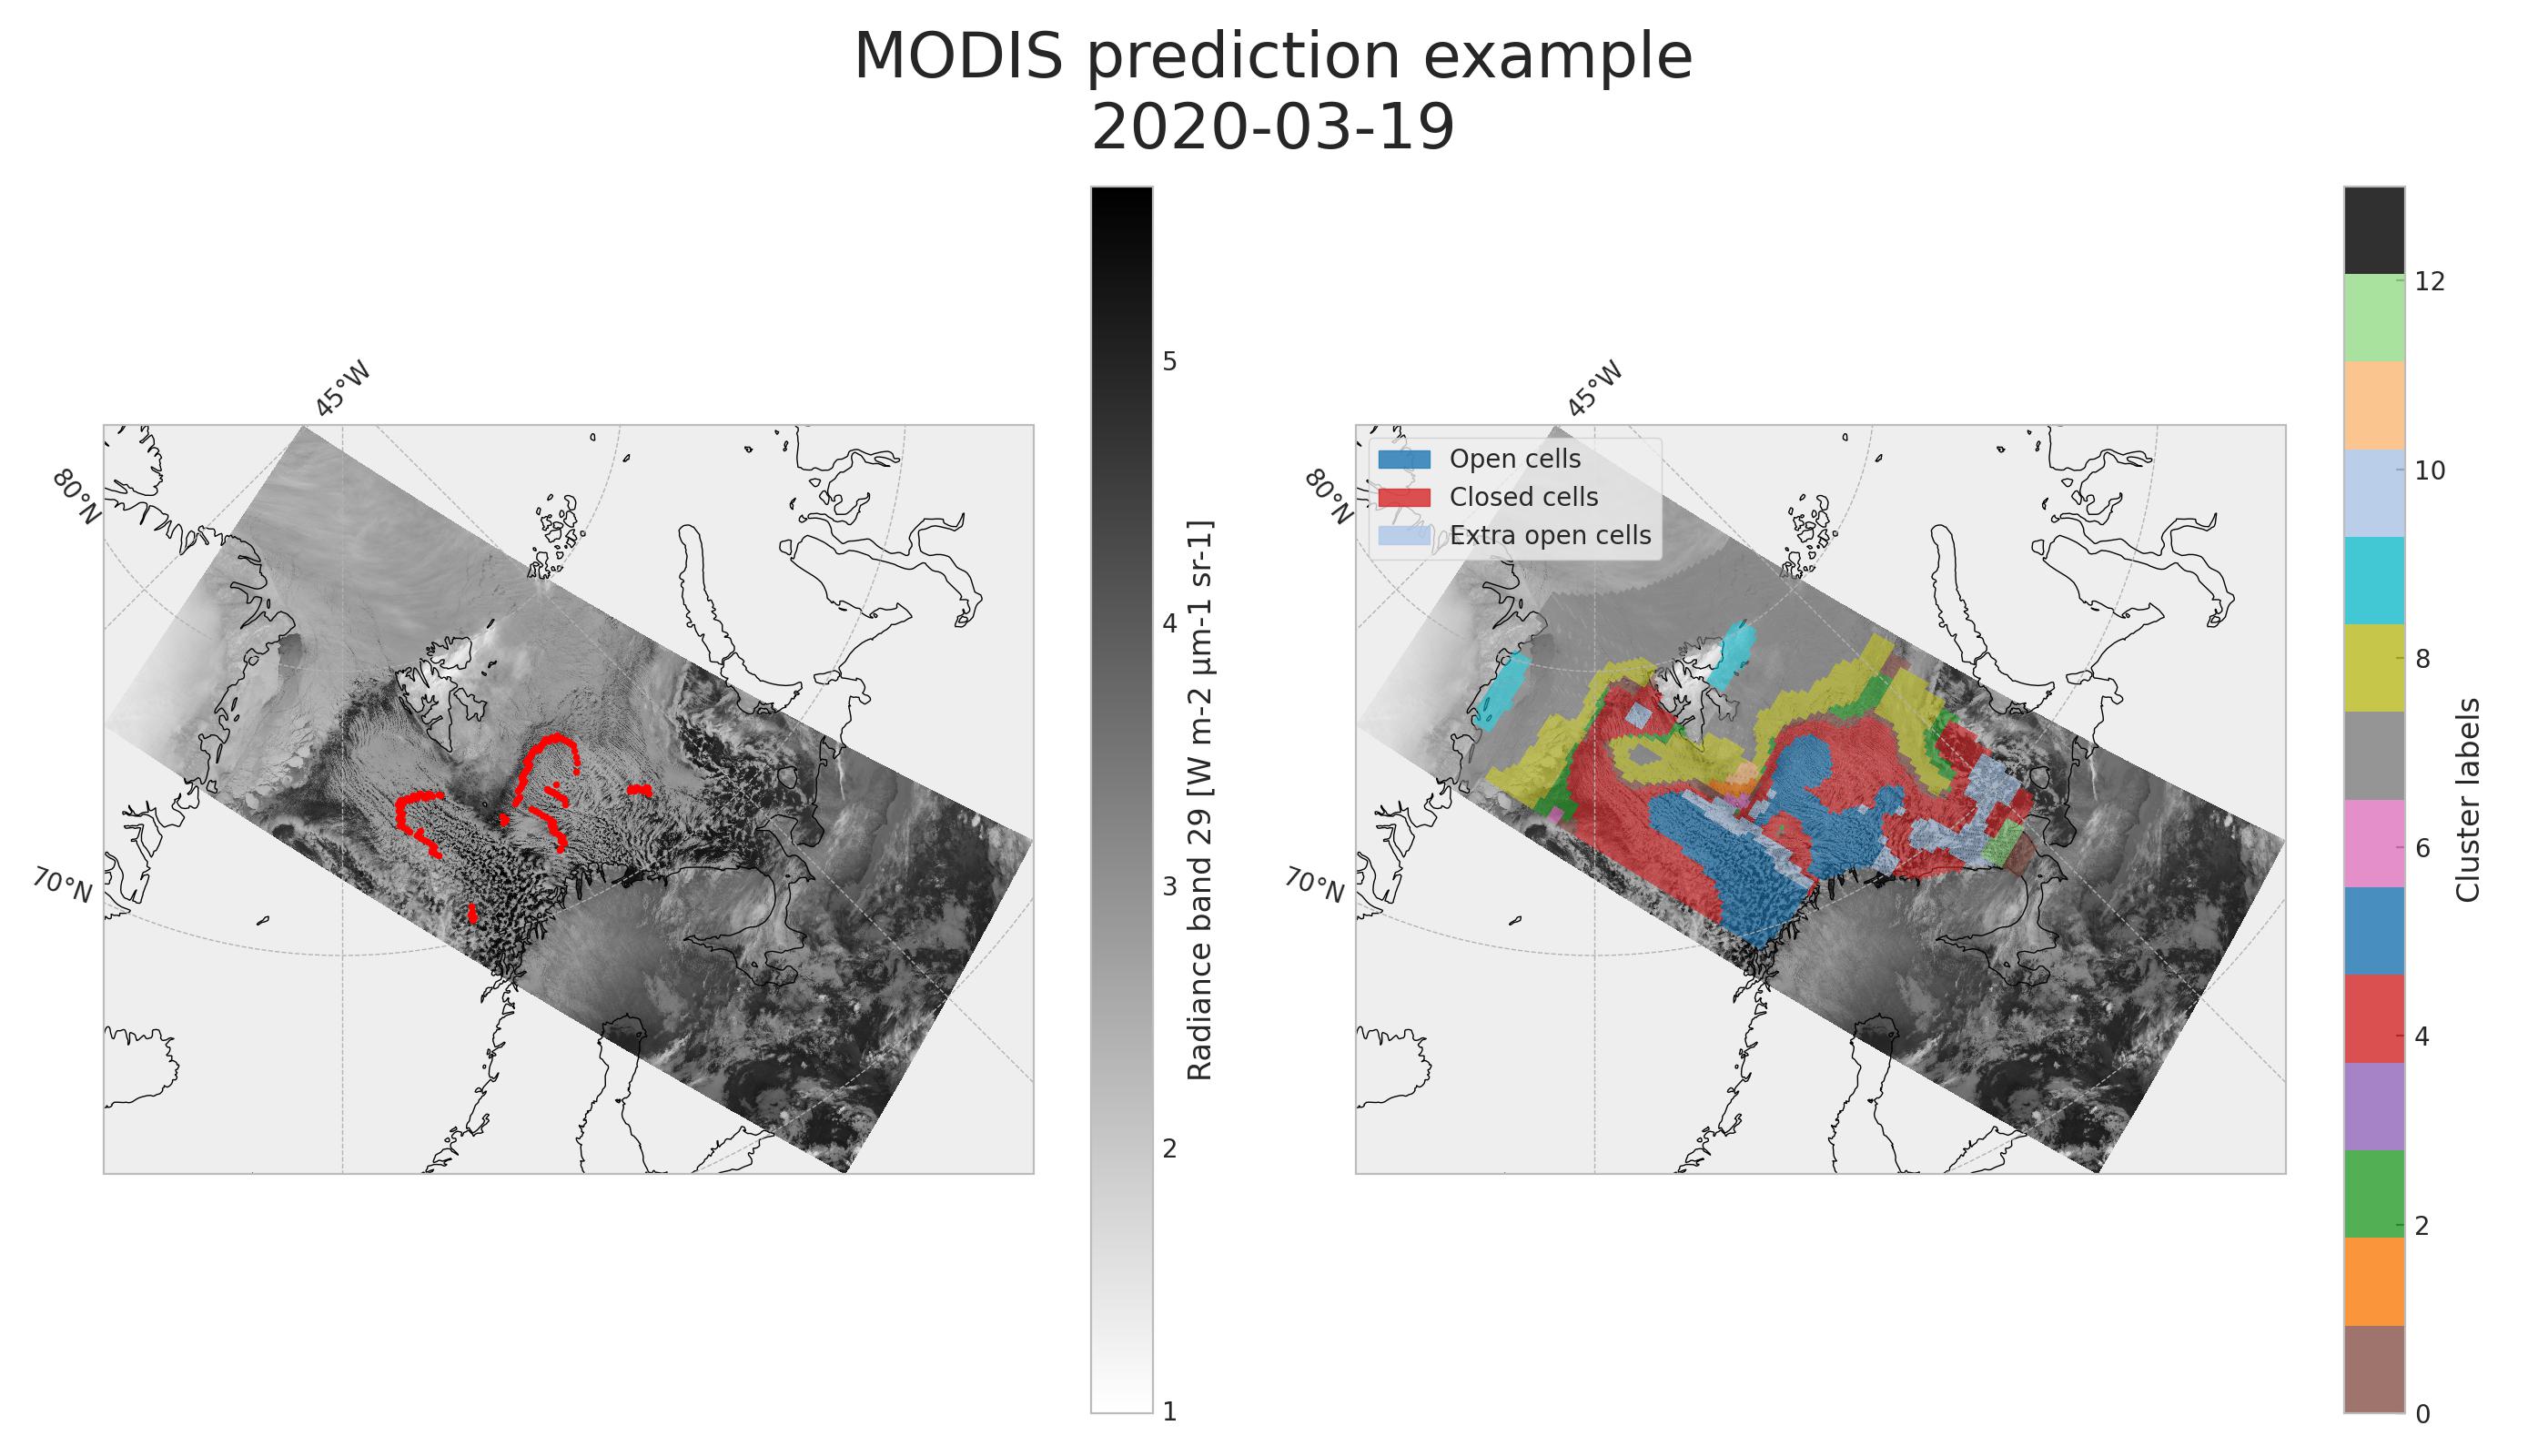 MODIS prediction example
2020-03-19
45°W
80°N
70°N
5
4
3
2
1
Radiance band 29 [W m-2 µm-1 sr-1]
45°W
80°N
70°N
Open cells
Closed cells
Extra open cells
12
10
8
6
4
2
0
Cluster labels